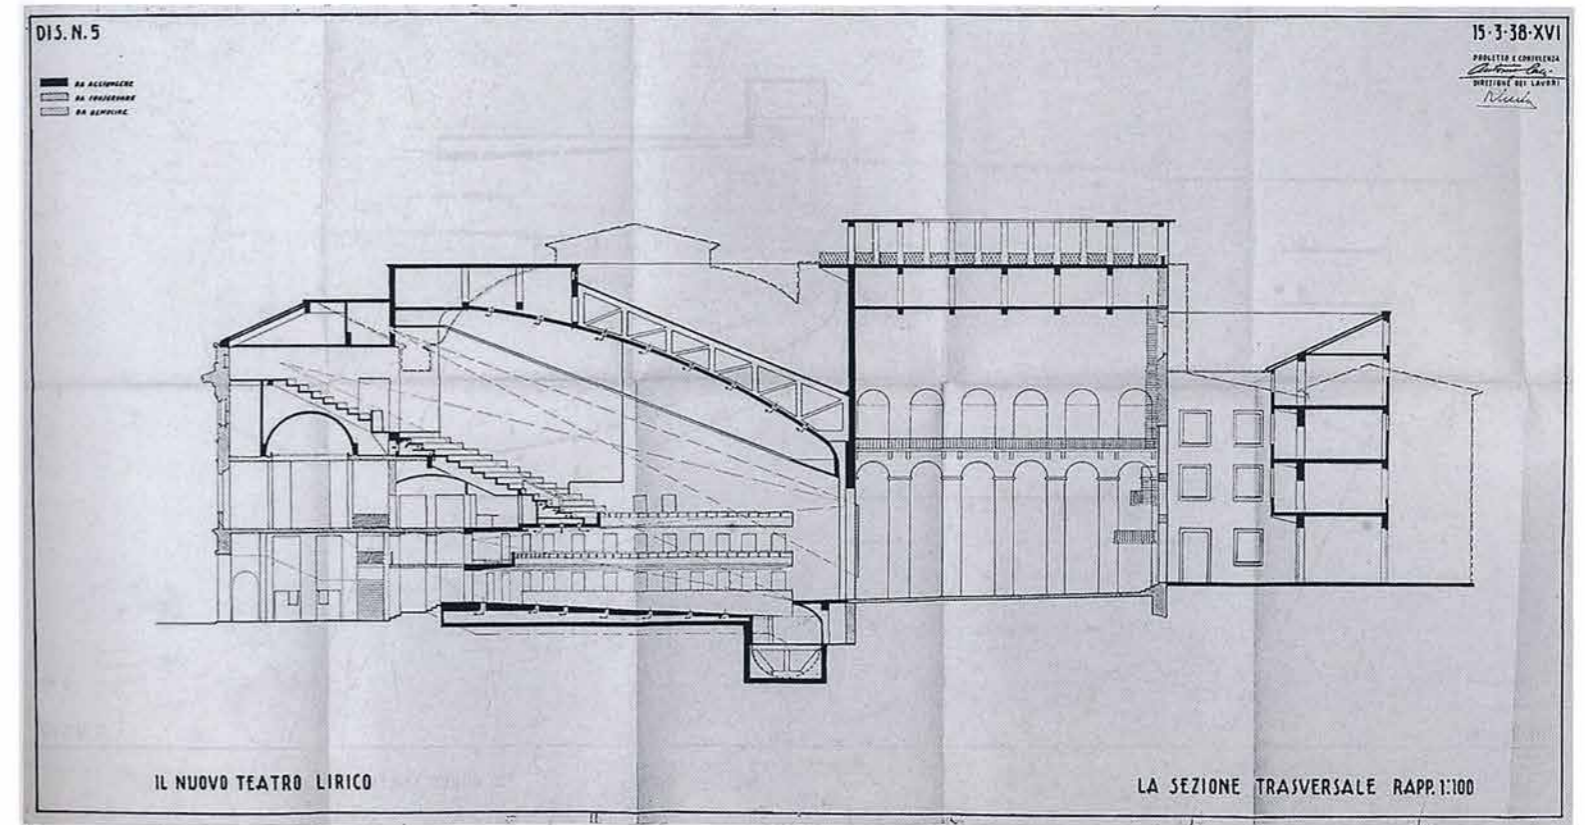 DIS. N. 5
DA AGGIUNGERE
DA CONSERVARE
DA DEMOLIRE
15·3·38·XVI
PROGETTO E CONSULENZA
DIREZIONE DEI LAVORI
IL NUOVO TEATRO LIRICO
LA SEZIONE TRASVERSALE RAPP. 1:100